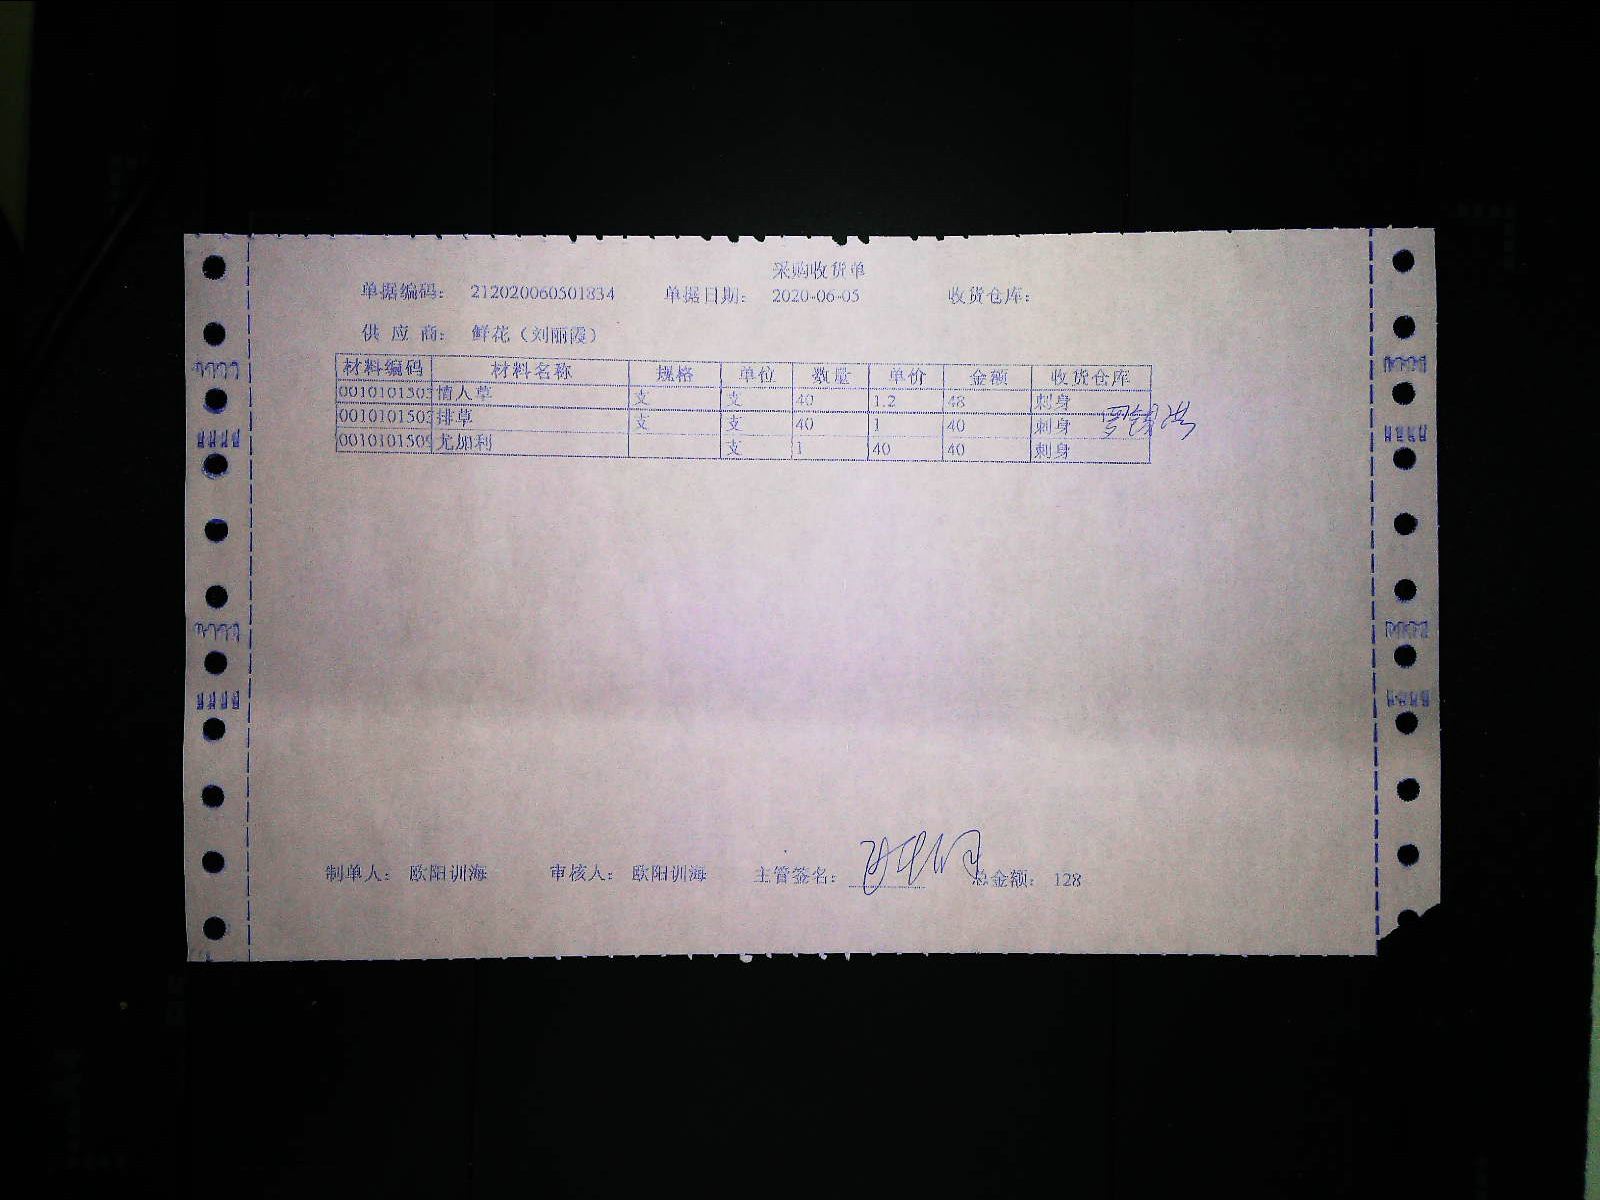 采购收货单
单据编码： 212020060501834 单据日期： 2020-06-05 收货仓库：
供 应 商： 鲜花（刘丽霞）
材料编码 材料名称 规格 单位 数量 单价 金额 收货仓库
001010150 情人草 支 支 40 1.2 48 刺身
001010150 排草 支 支 40 1 40 刺身
001010150 尤加利 支 1 40 40 刺身
制单人： 欧阳训海 审核人： 欧阳训海 主管签名： 总金额： 128